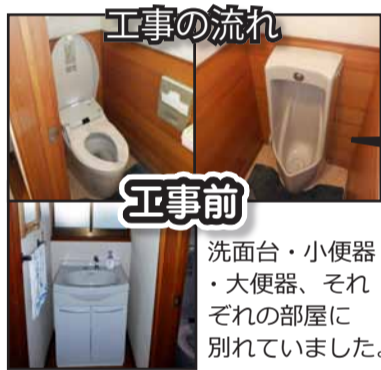 工事の流れ
工事前
洗面台・小便器
・大便器、それ
ぞれの部屋に
別れていました。